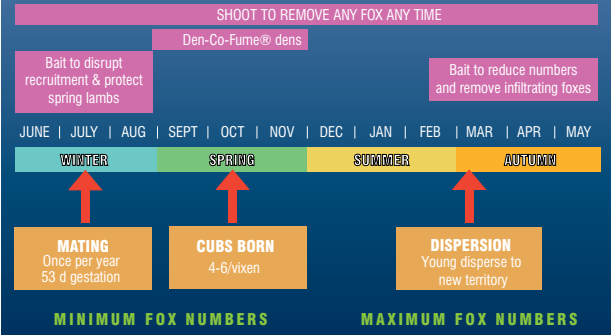 SHOOT TO REMOVE ANY FOX ANY TIME
Den-Co-Fume® dens
Bait to disrupt
recruitment & protect
spring lambs
Bait to reduce numbers
and remove infiltrating foxes
JUNE | JULY | AUG | SEPT | OCT | NOV | DEC | JAN | FEB | MAR | APR | MAY
WINTER SPRING SUMMER AUTUMN
MATING
Once per year
53 d gestation
CUBS BORN
4-6/vixen
DISPERSION
Young disperse to
new territory
MINIMUM FOX NUMBERS MAXIMUM FOX NUMBERS